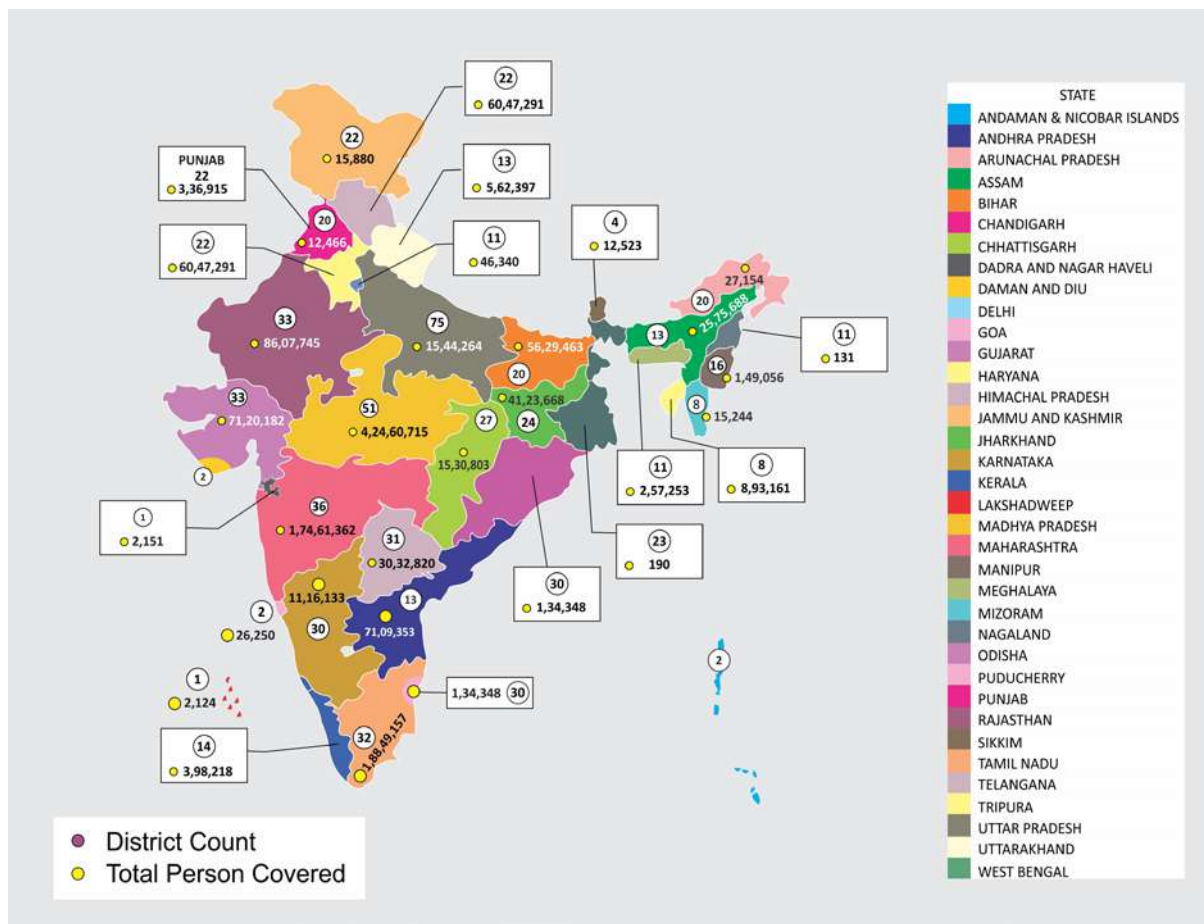 22
60,47,291
22
15,880
13
5,62,397
PUNJAB
22
3,36,915
20
12,466
22
60,47,291
11
46,340
4
12,523
27,154
20
25,75,688
13
11
131
16
1,49,056
8
15,244
33
86,07,745
75
15,44,264
56,29,463
20
41,23,668
24
33
71,20,182
2
51
4,24,60,715
27
15,30,803
11
2,57,253
8
8,93,161
1
2,151
36
1,74,61,362
31
30,32,820
23
190
30
1,34,348
11,16,133
30
13
71,09,353
2
26,250
2
1
2,124
1,34,348 30
14
3,98,218
32
1,88,49,157
District Count
Total Person Covered
STATE
ANDAMAN & NICOBAR ISLANDS
ANDHRA PRADESH
ARUNACHAL PRADESH
ASSAM
BIHAR
CHANDIGARH
CHHATTISGARH
DADRA AND NAGAR HAVELI
DAMAN AND DIU
DELHI
GOA
GUJARAT
HARYANA
HIMACHAL PRADESH
JAMMU AND KASHMIR
JHARKHAND
KARNATAKA
KERALA
LAKSHADWEEP
MADHYA PRADESH
MAHARASHTRA
MANIPUR
MEGHALAYA
MIZORAM
NAGALAND
ODISHA
PUDUCHERRY
PUNJAB
RAJASTHAN
SIKKIM
TAMIL NADU
TELANGANA
TRIPURA
UTTAR PRADESH
UTTARAKHAND
WEST BENGAL